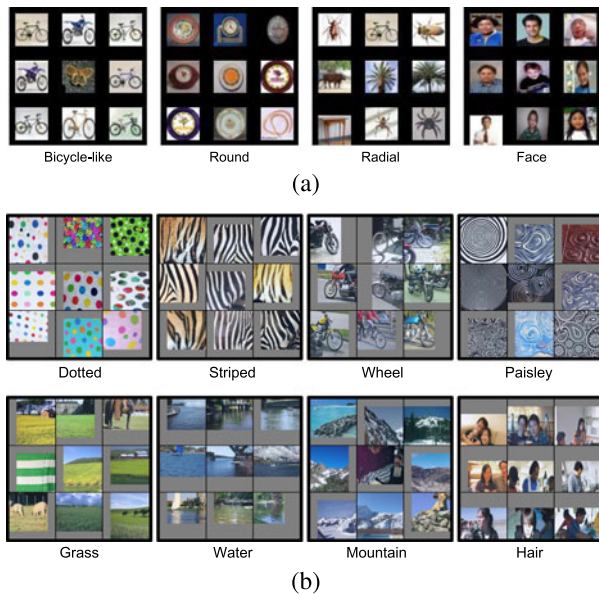 Bicycle-like Round Radial Face
(a)
Dotted Striped Wheel Paisley
Grass Water Mountain Hair
(b)